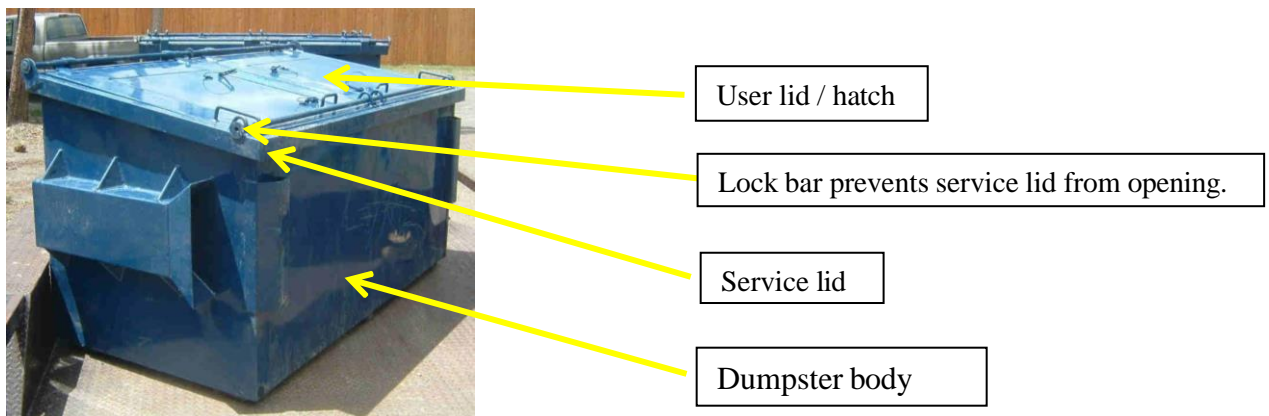 User lid / hatch
Lock bar prevents service lid from opening.
Service lid
Dumpster body